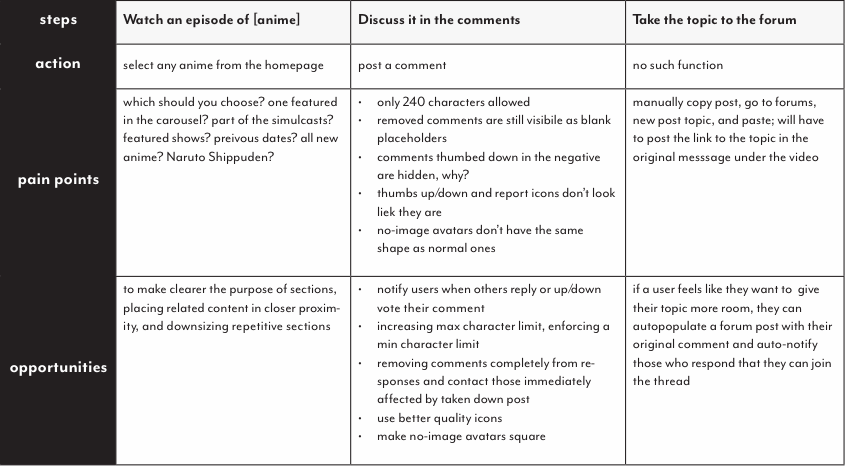 steps
Watch an episode of [anime]
Discuss it in the comments
Take the topic to the forum
action
select any anime from the homepage
post a comment
no such function
pain points
which should you choose? one featured
in the carousel? part of the simulcasts?
featured shows? preivous dates? all new
anime? Naruto Shippuden?
• only 240 characters allowed
• removed comments are still visibile as blank
placeholders
• comments thumbed down in the negative
are hidden, why?
• thumbs up/down and report icons don't look
liek they are
• no-image avatars don't have the same
shape as normal ones
manually copy post, go to forums,
new post topic, and paste; will have
to post the link to the topic in the
original messsage under the video
opportunities
to make clearer the purpose of sections,
placing related content in closer proxim-
ity, and downsizing repetitive sections
• notify users when others reply or up/down
vote their comment
• increasing max character limit, enforcing a
min character limit
• removing comments completely from re-
sponses and contact those immediately
affected by taken down post
• use better quality icons
• make no-image avatars square
if a user feels like they want to give
their topic more room, they can
autopopulate a forum post with their
original comment and auto-notify
those who respond that they can join
the thread